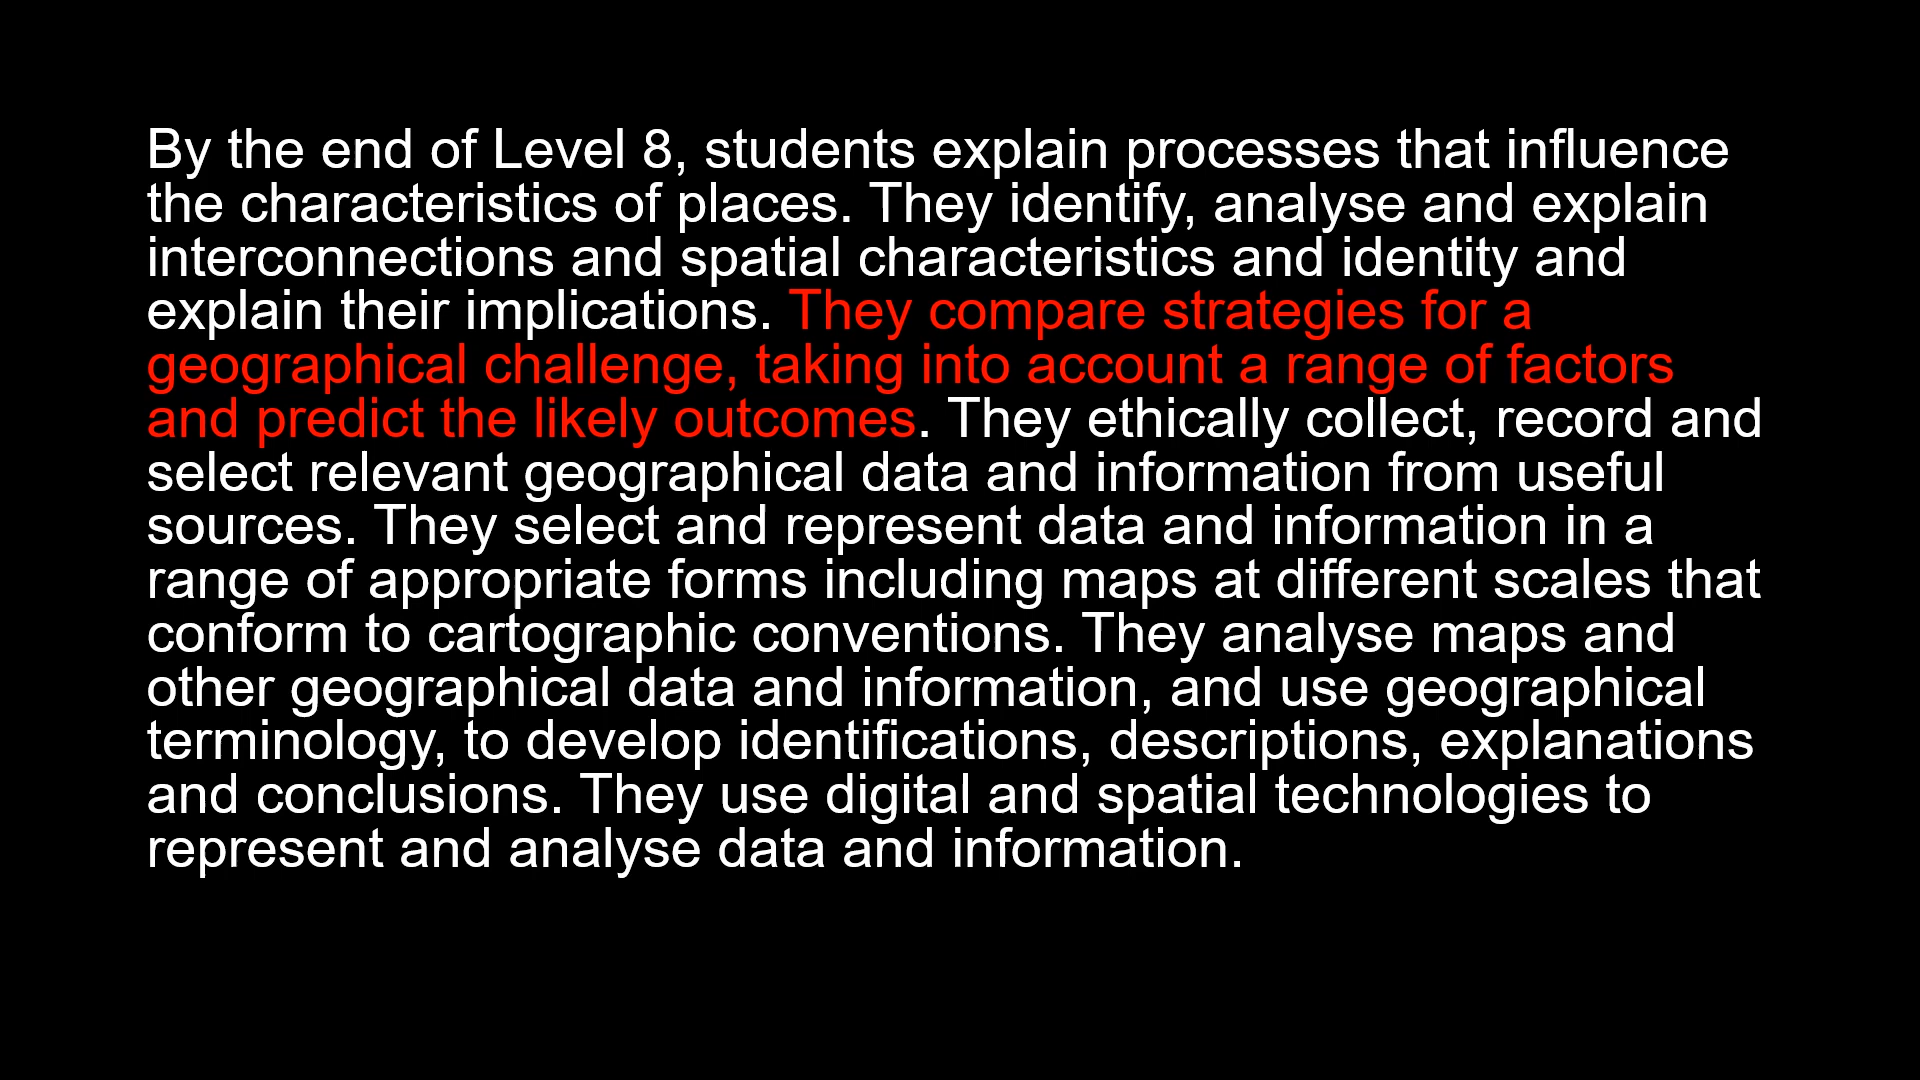 By the end of Level 8, students explain processes that influence
the characteristics of places. They identify, analyse and explain
interconnections and spatial characteristics and identity and
explain their implications. They compare strategies for a
geographical challenge, taking into account a range of factors
and predict the likely outcomes. They ethically collect, record and
select relevant geographical data and information from useful
sources. They select and represent data and information in a
range of appropriate forms including maps at different scales that
conform to cartographic conventions. They analyse maps and
other geographical data and information, and use geographical
terminology, to develop identifications, descriptions, explanations
and conclusions. They use digital and spatial technologies to
represent and analyse data and information.